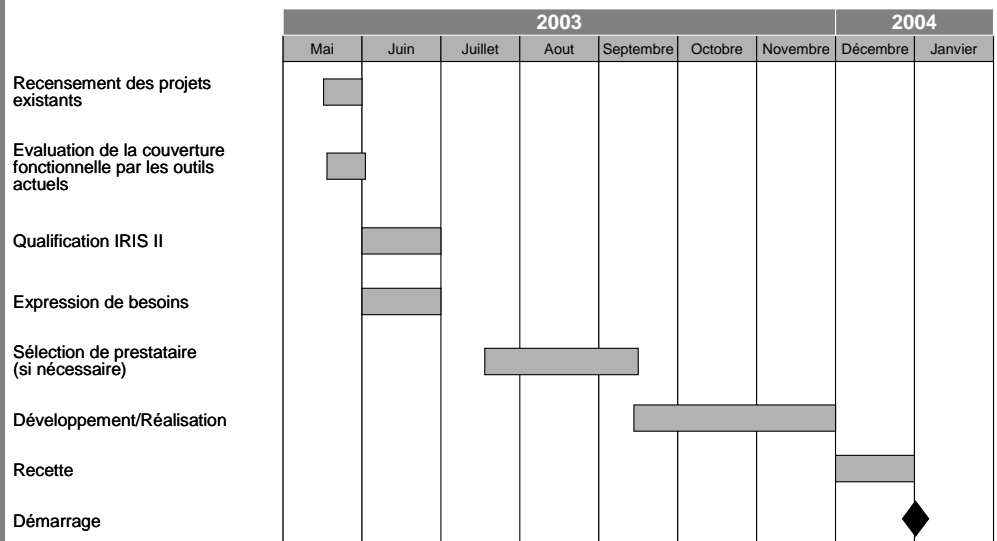 2003 2004
Mai Juin Juillet Aout Septembre Octobre Novembre Décembre Janvier
Recensement des projets
existants
Evaluation de la couverture
fonctionnelle par les outils
actuels
Qualification IRIS II
Expression de besoins
Sélection de prestataire
(si nécessaire)
Développement/Réalisation
Recette
Démarrage